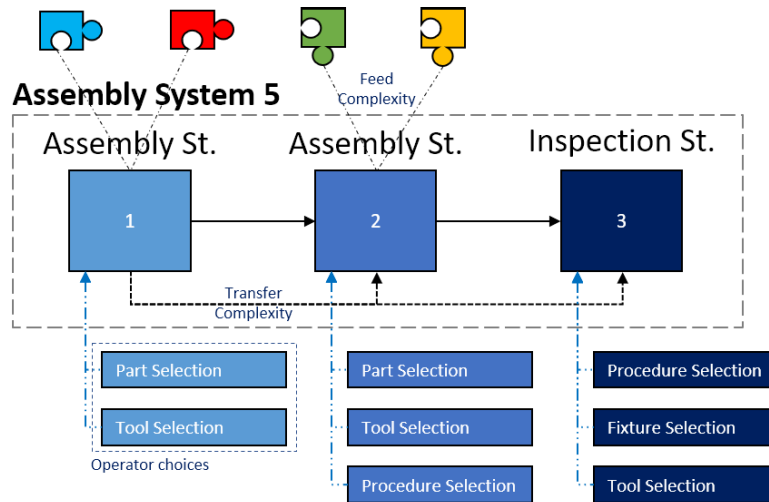 Feed
Complexity
Assembly System 5
Assembly St.
Assembly St.
Inspection St.
1
2
3
Transfer
Complexity
Part Selection
Tool Selection
Operator choices
Part Selection
Tool Selection
Procedure Selection
Procedure Selection
Fixture Selection
Tool Selection